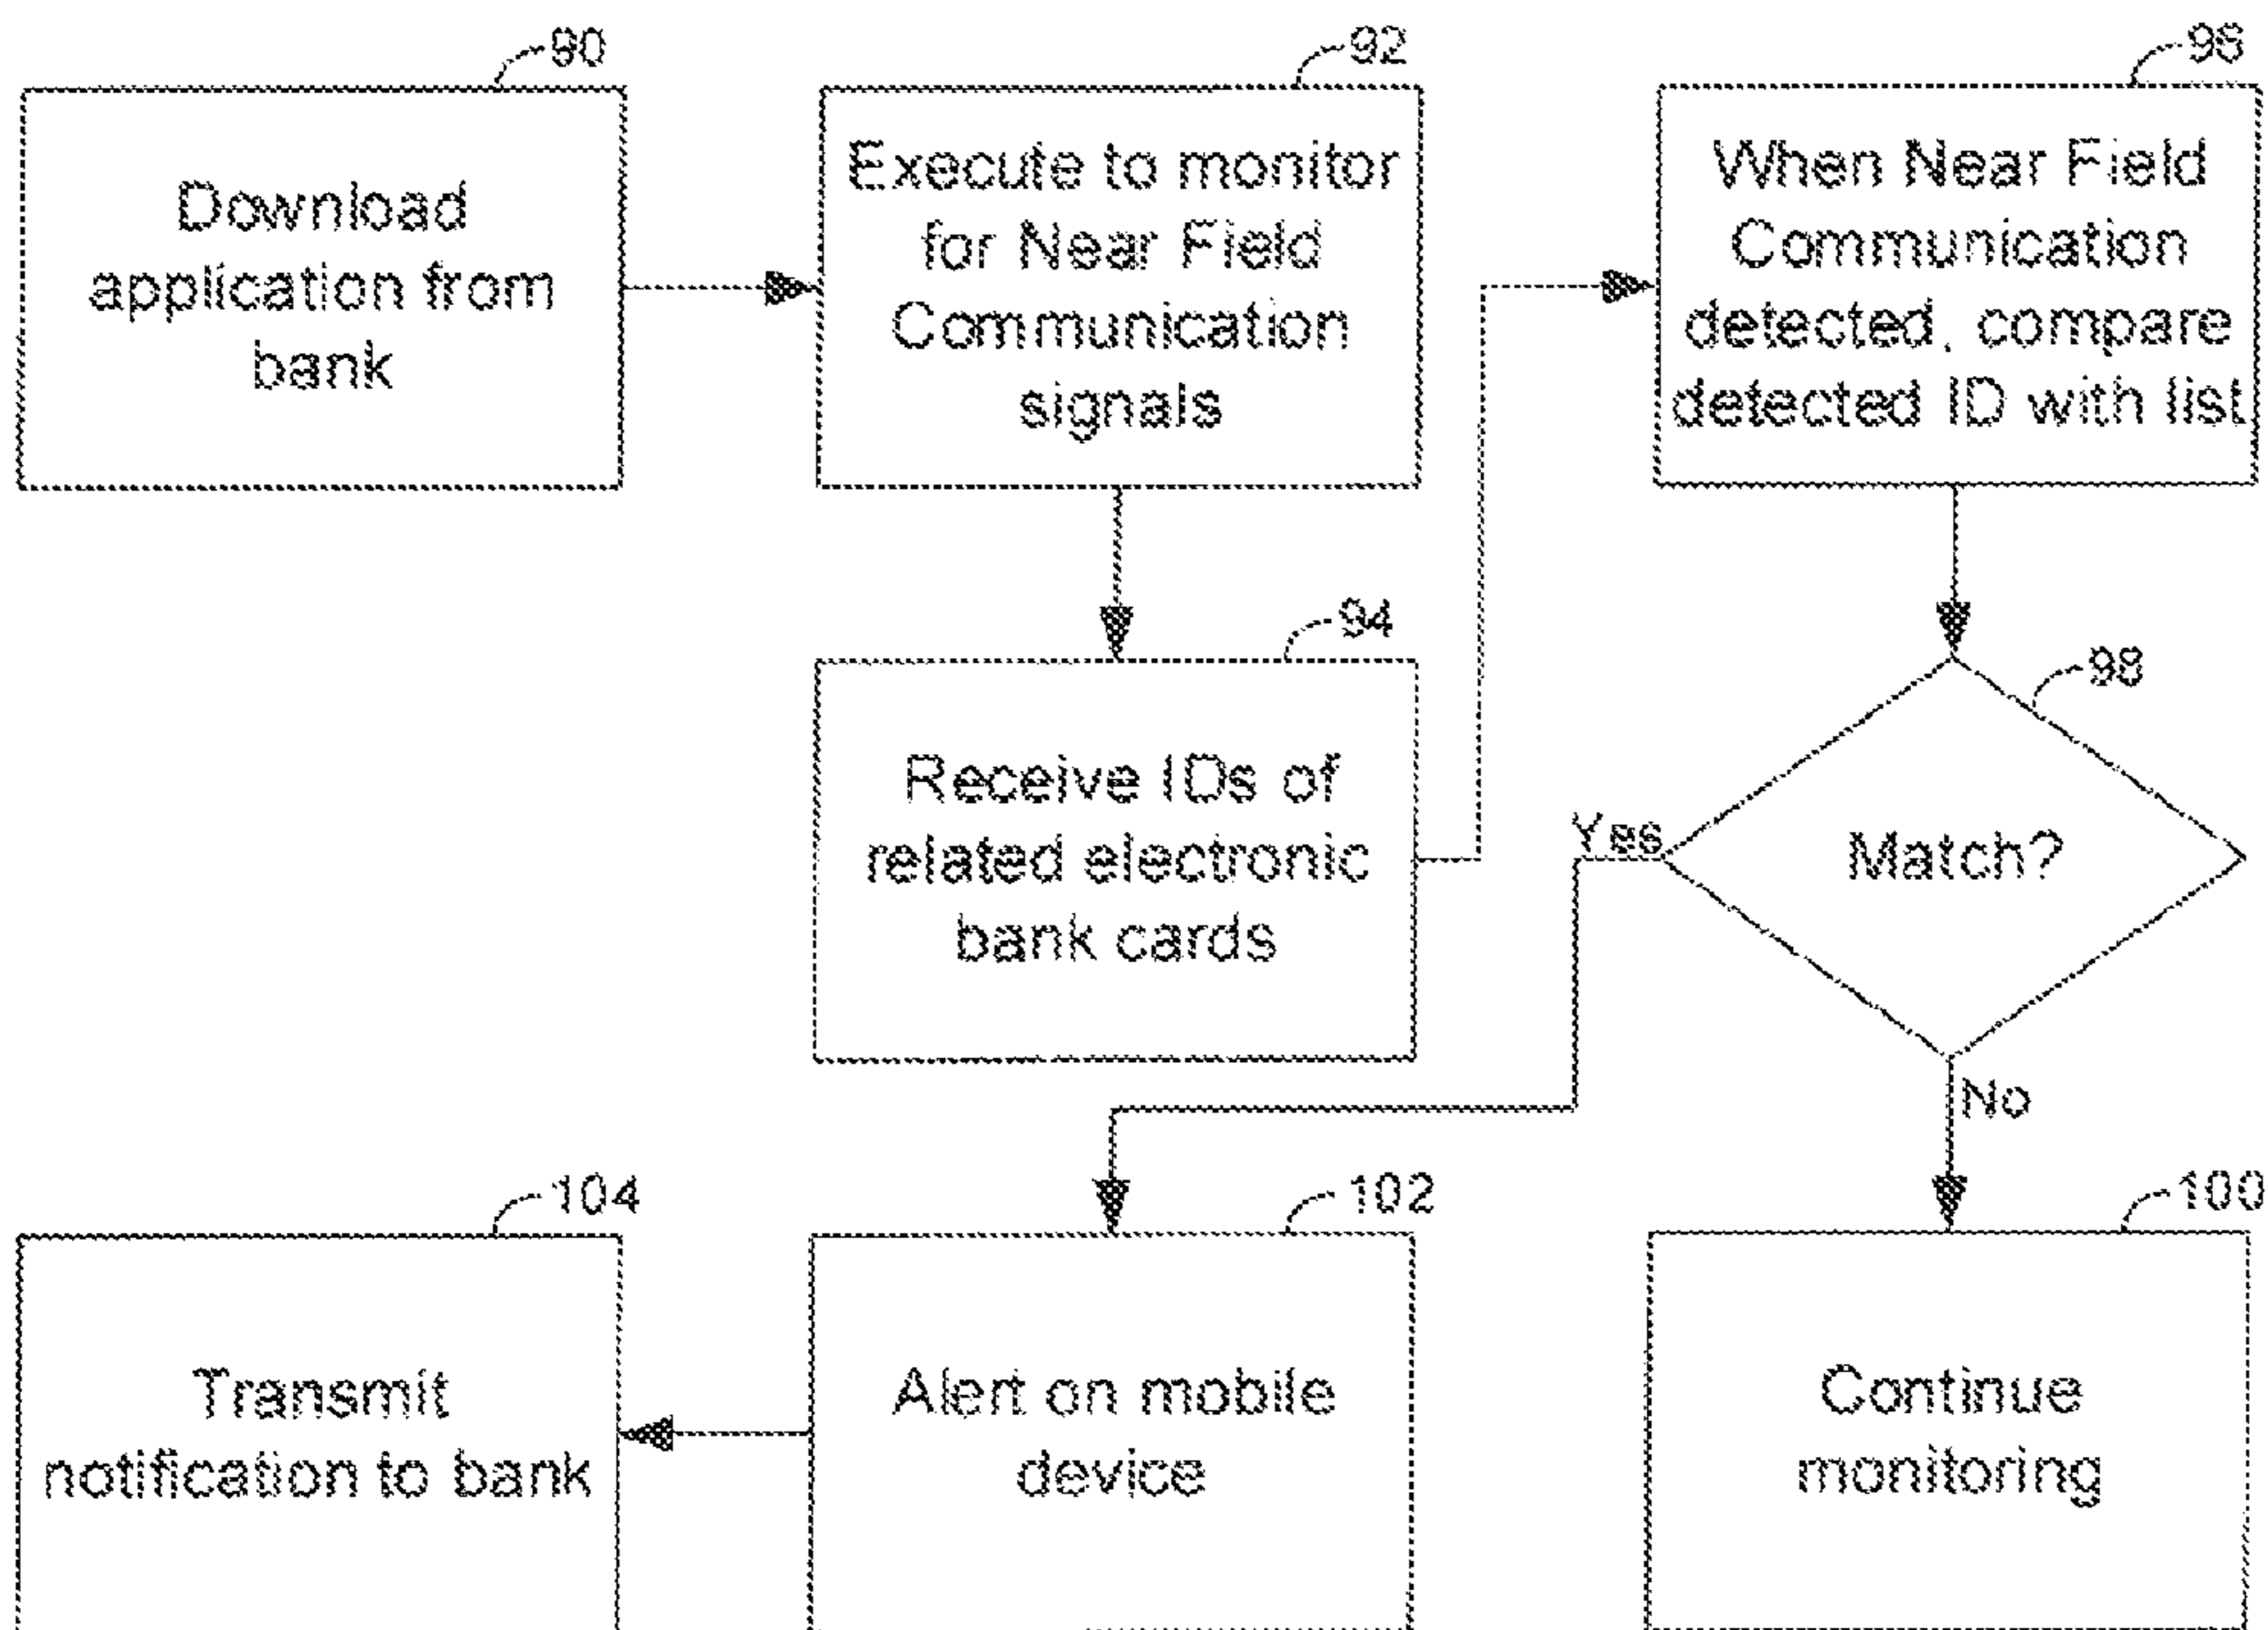 90
Download
application from
bank
92
Execute to monitor
for Near Field
Communication
signals
94
Receive IDs of
related electronic
bank cards
96
When Near Field
Communication
detected, compare
detected ID with list
98
Match?
Yes
No
100
Continue
monitoring
102
Alert on mobile
device
104
Transmit
notification to bank